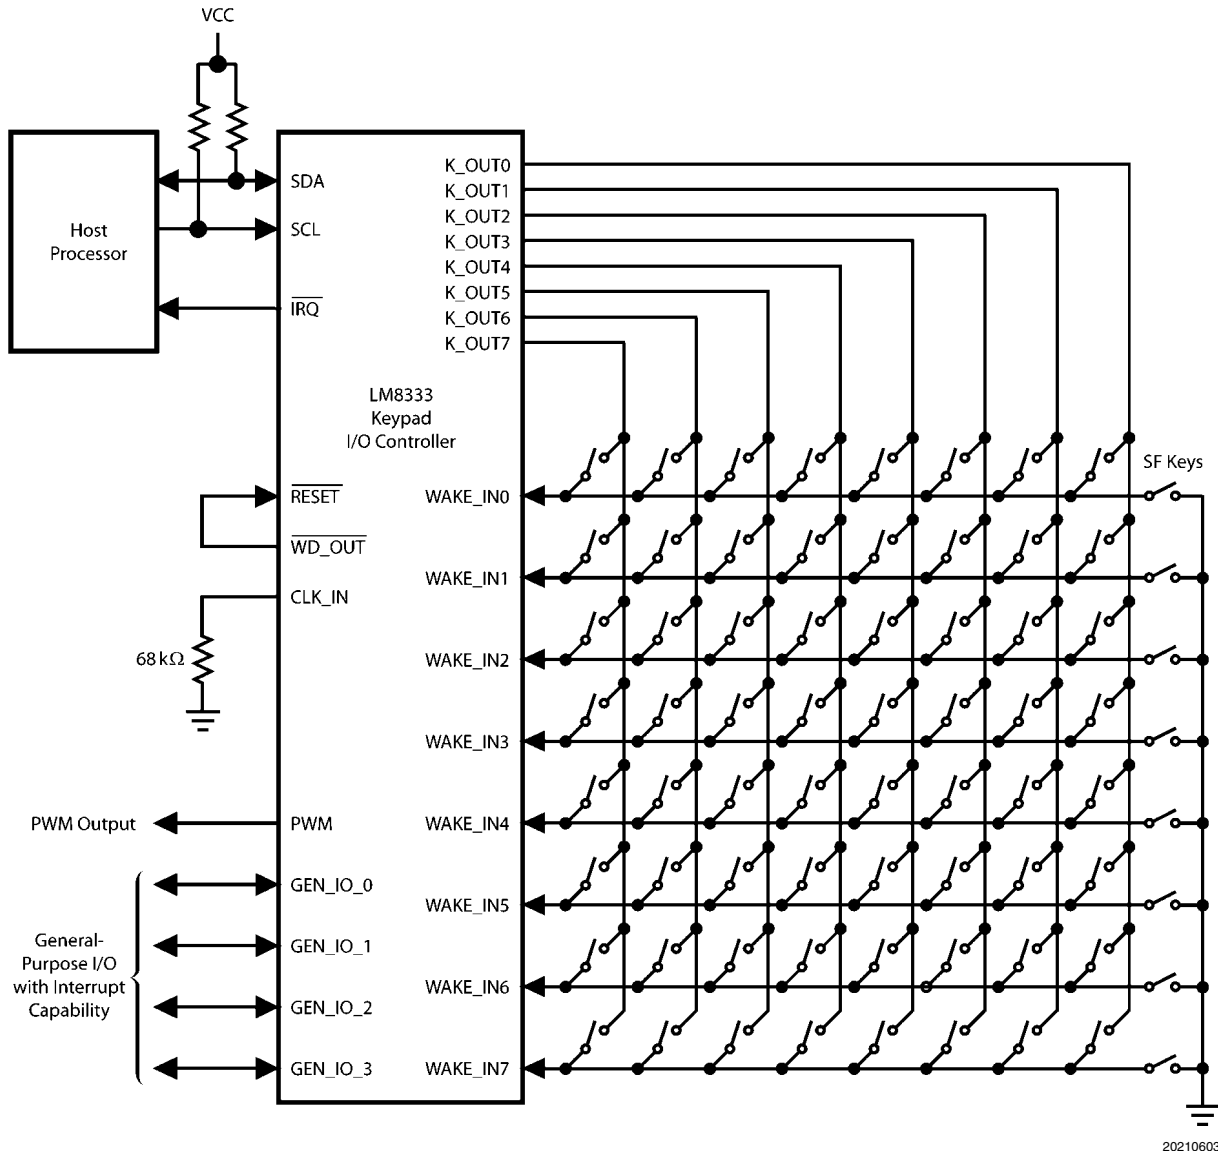 VCC
Host
Processor
SDA
SCL
IRQ
K_OUT0
K_OUT1
K_OUT2
K_OUT3
K_OUT4
K_OUT5
K_OUT6
K_OUT7
LM8333
Keypad
I/O Controller
SF Keys
RESET
WD_OUT
CLK_IN
68 kΩ
WAKE_IN0
WAKE_IN1
WAKE_IN2
WAKE_IN3
WAKE_IN4
WAKE_IN5
WAKE_IN6
WAKE_IN7
PWM Output
PWM
General-
Purpose I/O
with Interrupt
Capability
GEN_IO_0
GEN_IO_1
GEN_IO_2
GEN_IO_3
20210603